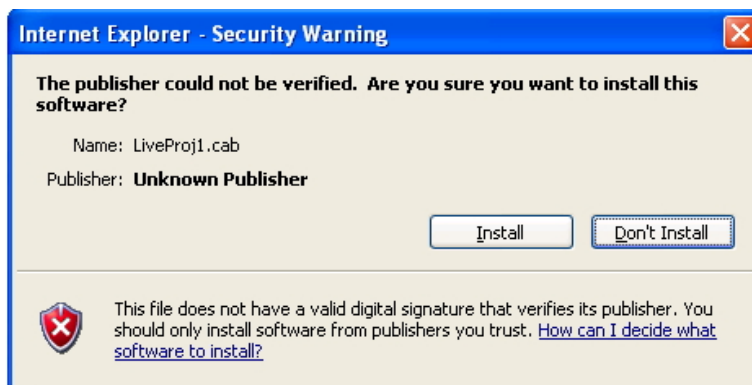 Internet Explorer - Security Warning
The publisher could not be verified.  Are you sure you want to install this
software?
Name: LiveProj1.cab
Publisher: Unknown Publisher
Install
Don't Install
This file does not have a valid digital signature that verifies its publisher. You
should only install software from publishers you trust. How can I decide what
software to install?